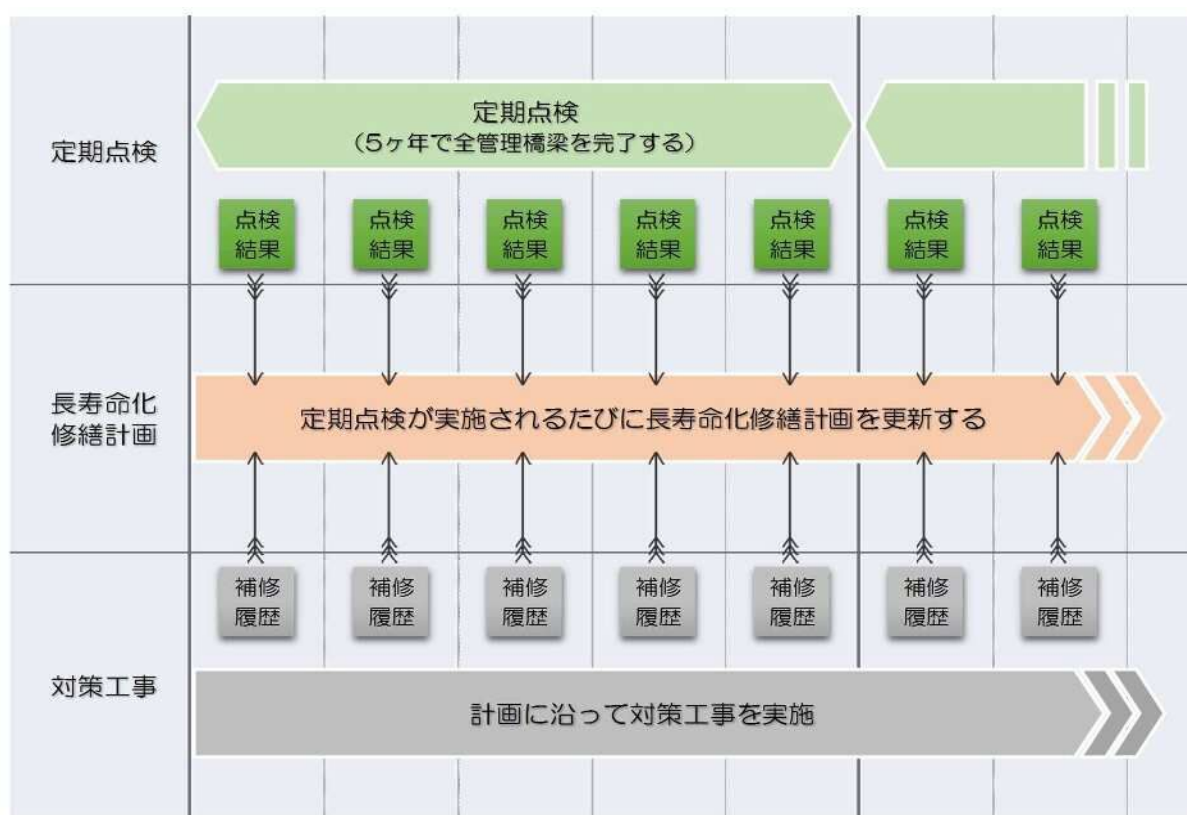 定期点検
定期点検
（5ヶ年で全管理橋梁を完了する）
点検
結果
点検
結果
点検
結果
点検
結果
点検
結果
点検
結果
点検
結果
長寿命化
修繕計画
定期点検が実施されるたびに長寿命化修繕計画を更新する
補修
履歴
補修
履歴
補修
履歴
補修
履歴
補修
履歴
補修
履歴
補修
履歴
対策工事
計画に沿って対策工事を実施